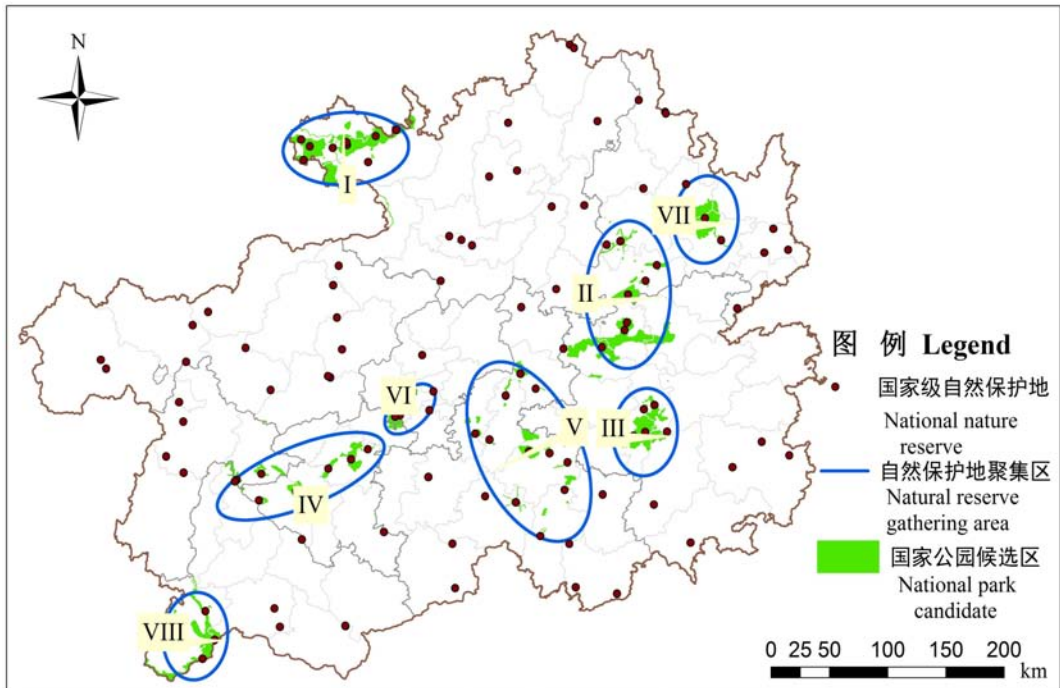 N
I
VII
II
图 例 Legend
国家级自然保护地
National nature
reserve
VI
V
III
自然保护地聚集区
Natural reserve
gathering area
IV
国家公园候选区
National park
candidate
VIII
0 25 50 100 150 200
km